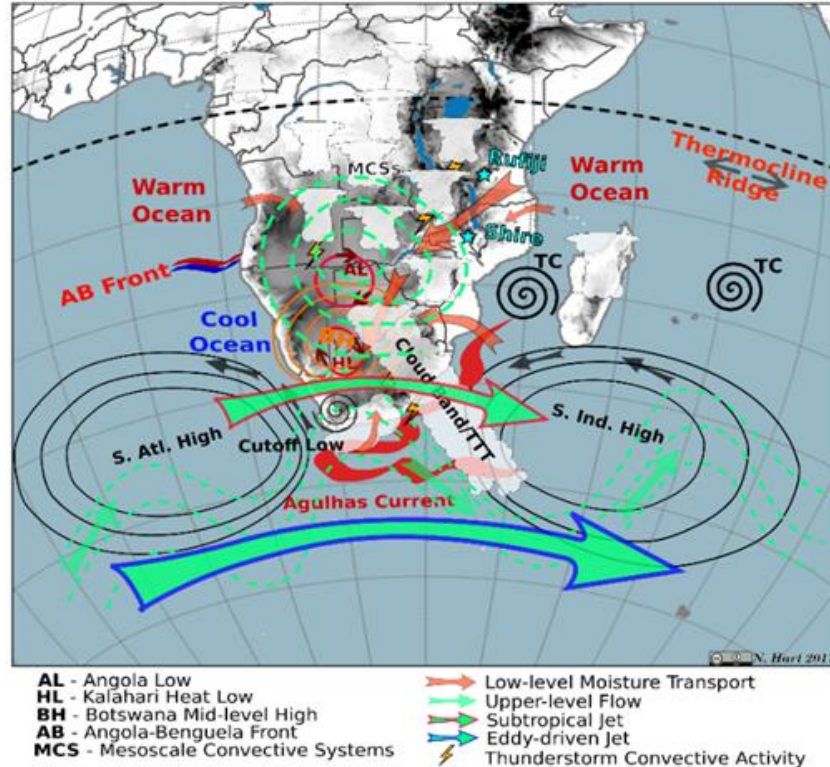 MCSs
Rufiji
Warm
Ocean
Warm
Ocean
Thermocline
Ridge
Shire
AB Front
AL
TC
TC
Cool
Ocean
BH
HL
Cloud Band/TTT
S. Atl. High
Cutoff Low
S. Ind. High
Agulhas Current
N. Hart
AL - Angola Low
HL - Kalahari Heat Low
BH - Botswana Mid-level High
AB - Angola-Benguela Front
MCS - Mesoscale Convective Systems
Low-level Moisture Transport
Upper-level Flow
Subtropical Jet
Eddy-driven Jet
Thunderstorm Convective Activity